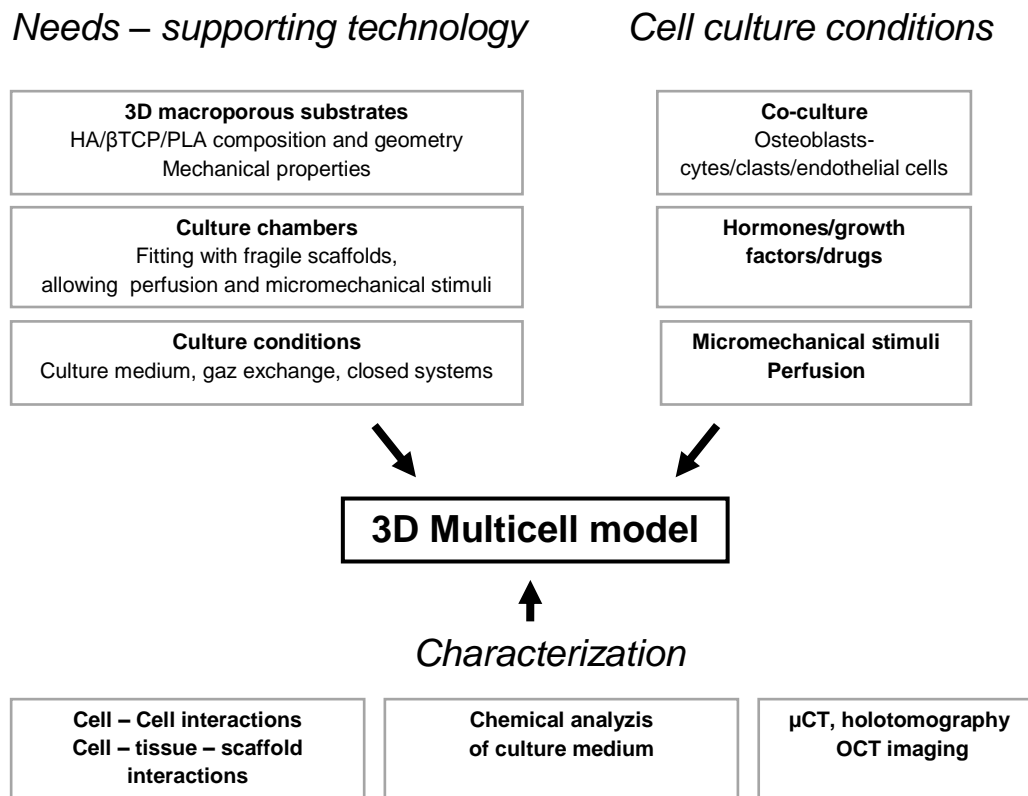 Needs – supporting technology
3D macroporous substrates
HA/βTCP/PLA composition and geometry
Mechanical properties
Culture chambers
Fitting with fragile scaffolds,
allowing perfusion and micromechanical stimuli
Culture conditions
Culture medium, gaz exchange, closed systems
Cell culture conditions
Co-culture
Osteoblasts-
cytes/clasts/endothelial cells
Hormones/growth
factors/drugs
Micromechanical stimuli
Perfusion
3D Multicell model
Characterization
Cell – Cell interactions
Cell – tissue – scaffold
interactions
Chemical analyzis
of culture medium
μCT, holotomography
OCT imaging